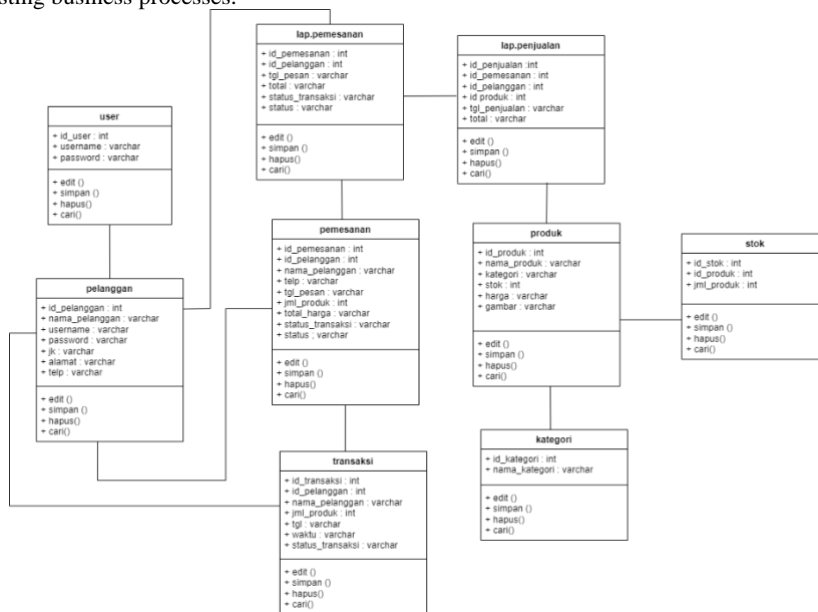 sting business processes.
lap.pemesanan
+ id_pemesanan : int
+ id_pelanggan : int
+ tgl_pesan : varchar
+ total : varchar
+ status_transaksi : varchar
+ status : varchar
+ edit ()
+ simpan ()
+ hapus()
+ cari()
lap.penjualan
+ id_penjualan :int
+ id_pemesanan : int
+ id_pelanggan : int
+ id produk : int
+ tgl_penjualan : varchar
+ total : varchar
+ edit ()
+ simpan ()
+ hapus()
+ cari()
user
+ id_user : int
+ username : varchar
+ password : varchar
+ edit ()
+ simpan ()
+ hapus()
+ cari()
pemesanan
+ id_pemesanan : int
+ id_pelanggan : int
+ nama_pelanggan : varchar
+ telp : varchar
+ tgl_pesan : varchar
+ jml_produk : int
+ total_harga : varchar
+ status_transaksi : varchar
+ status ; varchar
+ edit ()
+ simpan ()
+ hapus()
+ cari()
produk
+ id_produk : int
+ nama_produk : varchar
+ kategori : varchar
+ stok : int
+ harga : varchar
+ gambar : varchar
+ edit ()
+ simpan ()
+ hapus()
+ cari()
stok
+ id_stok : int
+ id_produk : int
+ jml_produk : int
+ edit ()
+ simpan ()
+ hapus()
+ cari()
pelanggan
+ id_pelanggan : int
+ nama_pelanggan : varchar
+ username : varchar
+ password : varchar
+ jk : varchar
+ alamat : varchar
+ telp : varchar
+ edit ()
+ simpan ()
+ hapus()
+ cari()
transaksi
+ id_transaksi : int
+ id_pelanggan : int
+ nama_pelanggan : varchar
+ jml_produk : int
+ tgl : varchar
+ waktu : varchar
+ status_transaksi : varchar
+ edit ()
+ simpan ()
+ hapus()
+ cari()
kategori
+ id_kategori : int
+ nama_kategori : varchar
+ edit ()
+ simpan ()
+ hapus()
+ cari()